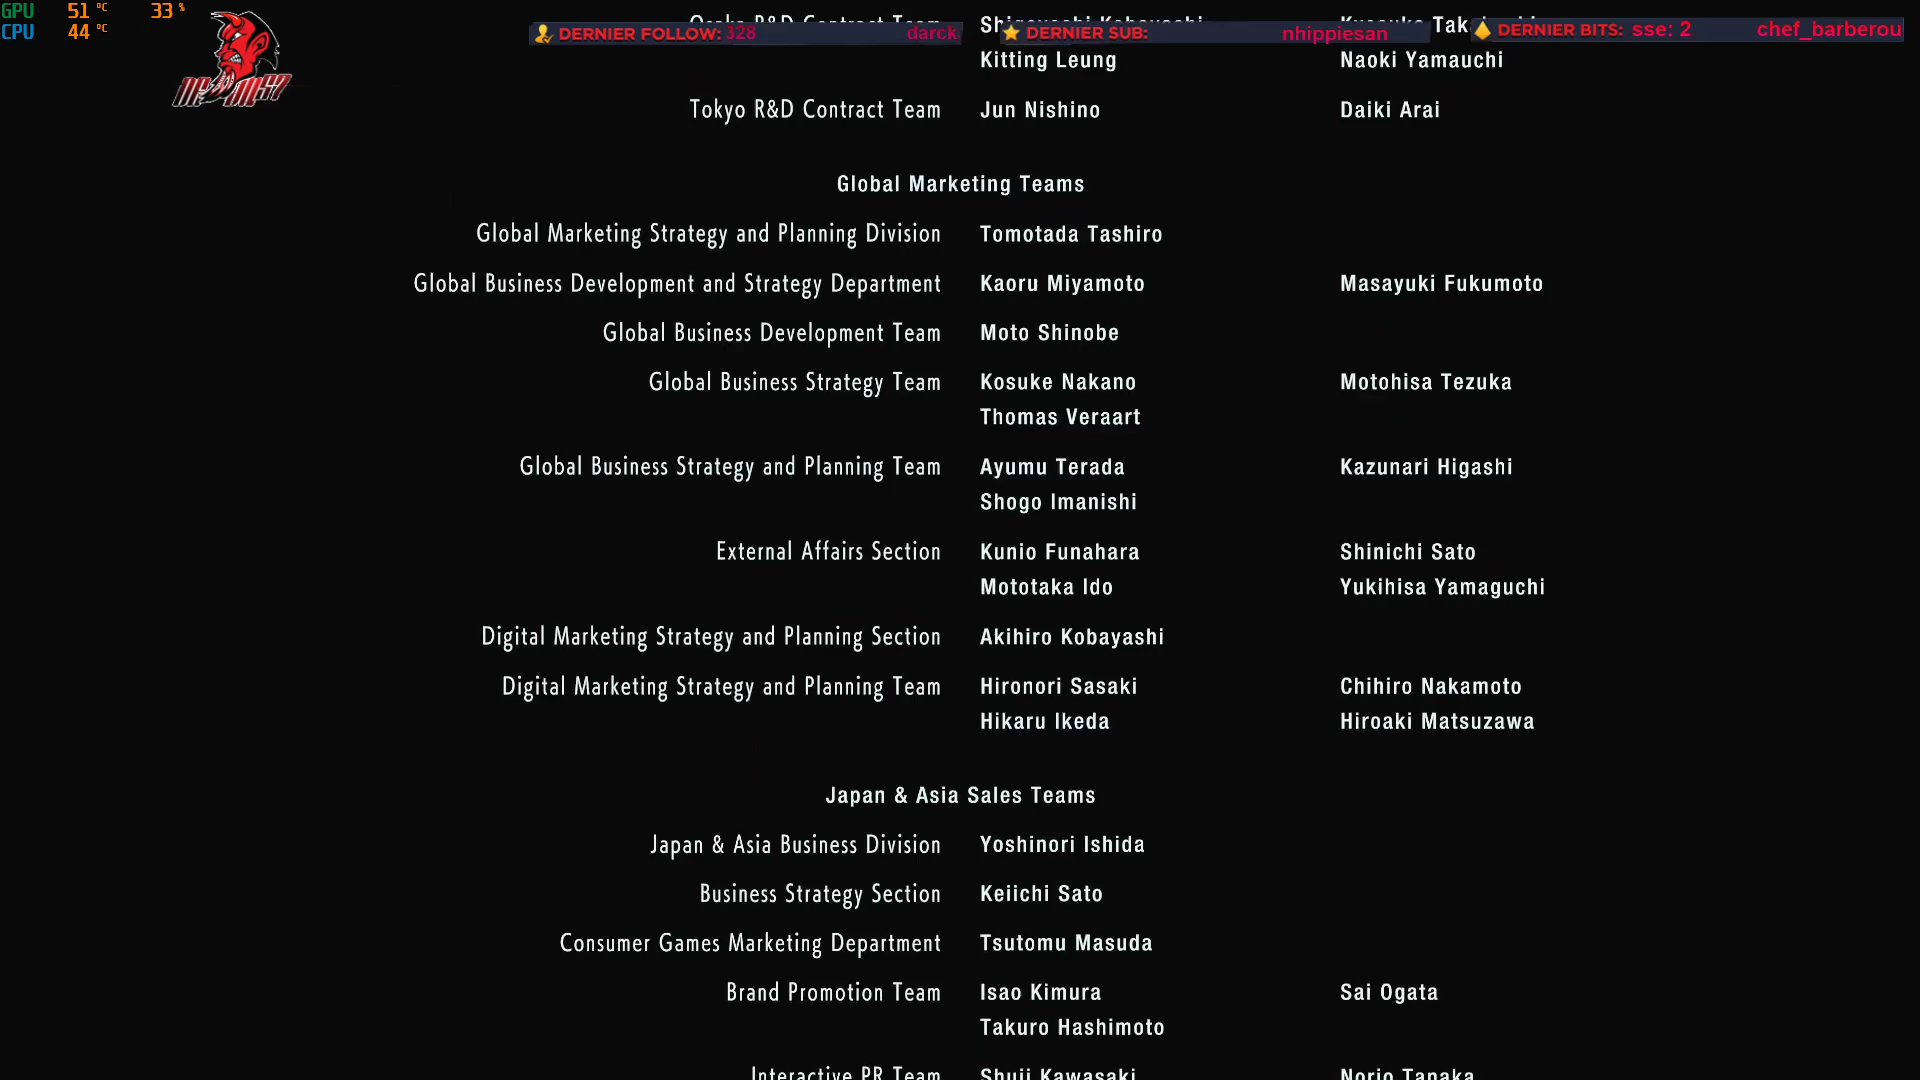 GPU 51 °C 33 %
CPU 44 °C
DERNIER FOLLOW: 328 darck
DERNIER SUB: nhippiesan
DERNIER BITS: sse: 2 chef_barberou
Osaka R&D Contract Team Shigeyoshi Kobayashi
Kitting Leung Naoki Yamauchi
Tokyo R&D Contract Team Jun Nishino Daiki Arai
Global Marketing Teams
Global Marketing Strategy and Planning Division Tomotada Tashiro
Global Business Development and Strategy Department Kaoru Miyamoto Masayuki Fukumoto
Global Business Development Team Moto Shinobe
Global Business Strategy Team Kosuke Nakano Motohisa Tezuka
Thomas Veraart
Global Business Strategy and Planning Team Ayumu Terada Kazunari Higashi
Shogo Imanishi
External Affairs Section Kunio Funahara Shinichi Sato
Mototaka Ido Yukihisa Yamaguchi
Digital Marketing Strategy and Planning Section Akihiro Kobayashi
Digital Marketing Strategy and Planning Team Hironori Sasaki Chihiro Nakamoto
Hikaru Ikeda Hiroaki Matsuzawa
Japan & Asia Sales Teams
Japan & Asia Business Division Yoshinori Ishida
Business Strategy Section Keiichi Sato
Consumer Games Marketing Department Tsutomu Masuda
Brand Promotion Team Isao Kimura Sai Ogata
Takuro Hashimoto
Interactive PR Team Shuji Kawasaki Norio Tanaka